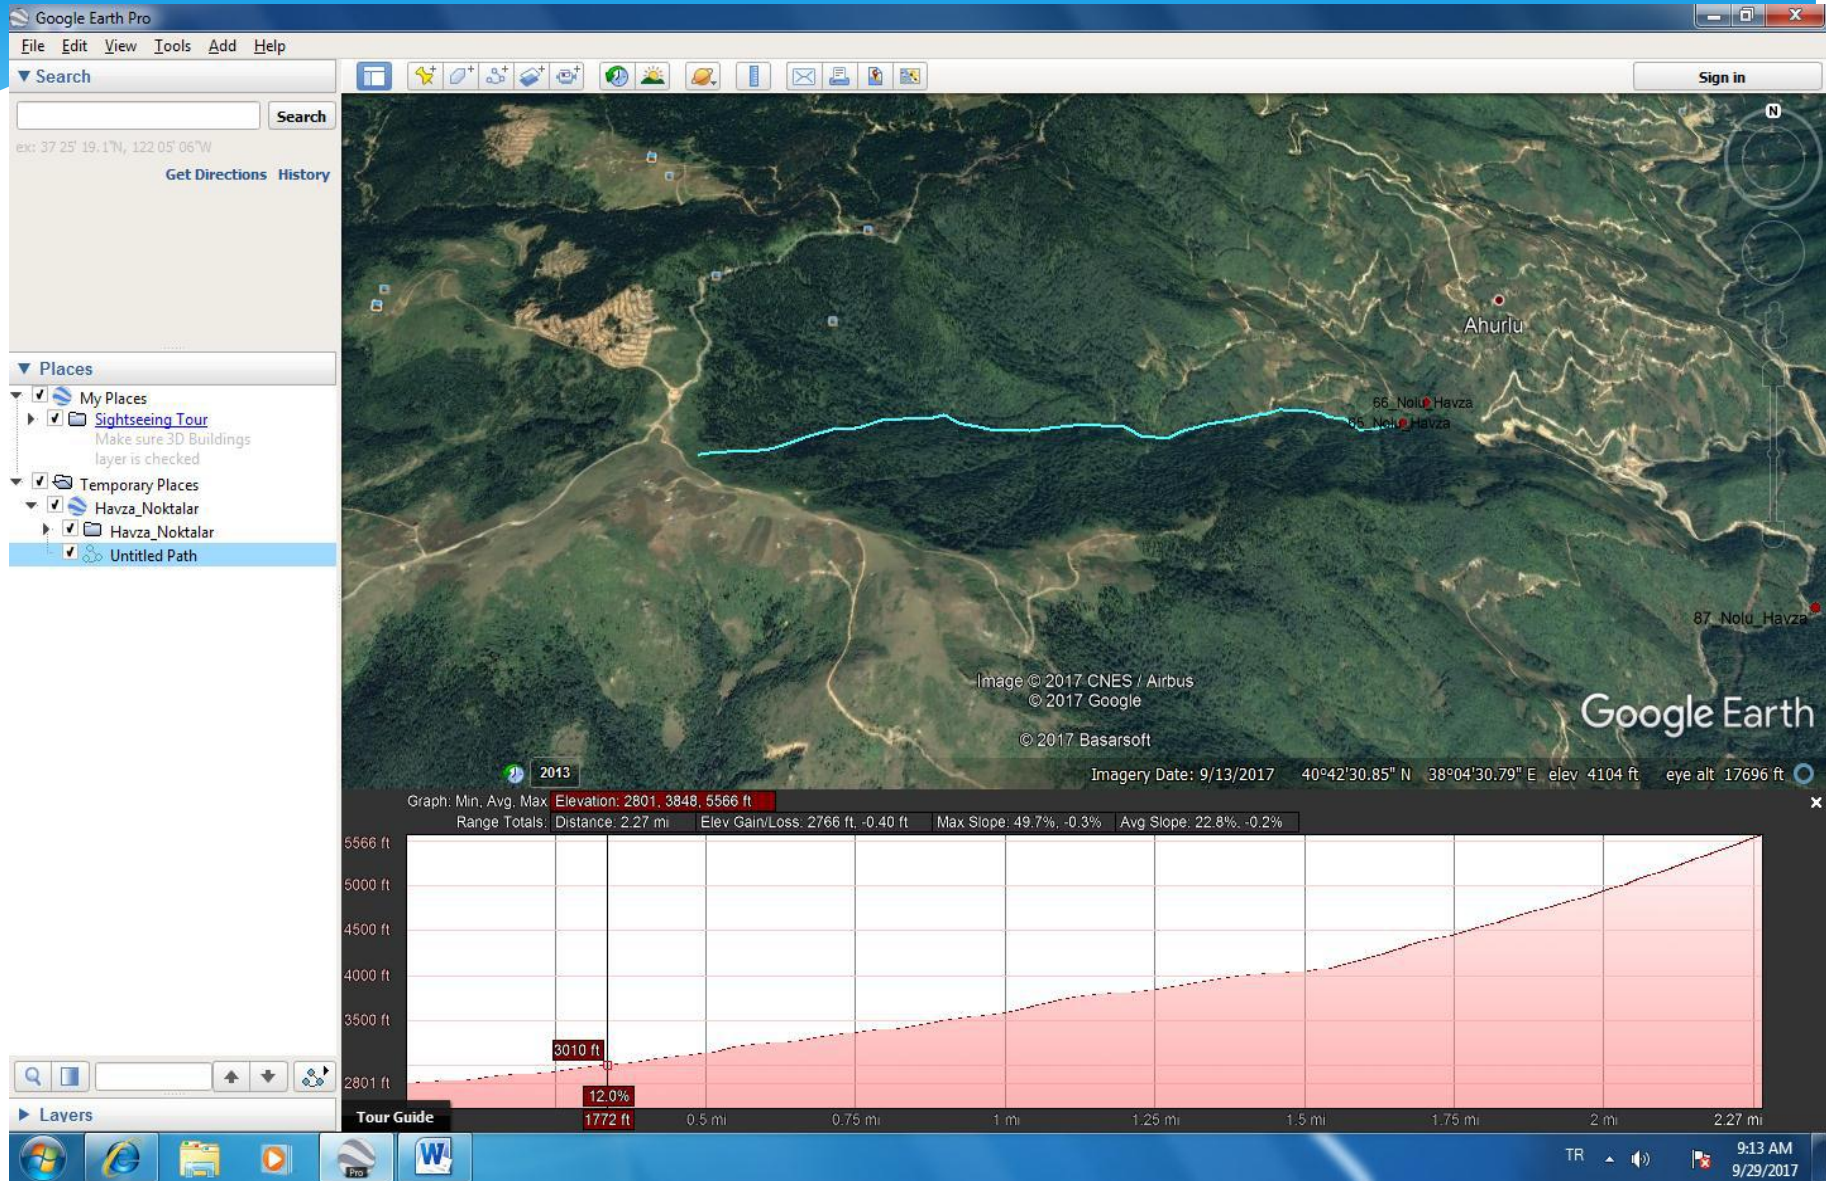 Google Earth Pro
File Edit View Tools Add Help
Search
Sign in
Search
ex: 37 25' 19.1"N, 122 05' 06"W
Get Directions History
Places
My Places
Sightseeing Tour
Make sure 3D Buildings
layer is checked
Temporary Places
Havza_Noktalar
Havza_Noktalar
Untitled Path
Layers
N
Ahurlu
66_Nolu_Havza
65_Nolu_Havza
87_Nolu_Havza
Image © 2017 CNES / Airbus
© 2017 Google
© 2017 Basarsoft
Google Earth
2013
Imagery Date: 9/13/2017 40°42'30.85" N 38°04'30.79" E elev 4104 ft eye alt 17696 ft
Graph: Min, Avg, Max Elevation: 2801, 3848, 5566 ft
Range Totals: Distance: 2.27 mi Elev Gain/Loss: 2766 ft, -0.40 ft Max Slope: 49.7%, -0.3% Avg Slope: 22.8%, -0.2%
5566 ft
5000 ft
4500 ft
4000 ft
3500 ft
3010 ft
2801 ft
12.0%
Tour Guide
1772 ft 0.5 mi 0.75 mi 1 mi 1.25 mi 1.5 mi 1.75 mi 2 mi 2.27 mi
Pro
W
TR
9:13 AM
9/29/2017